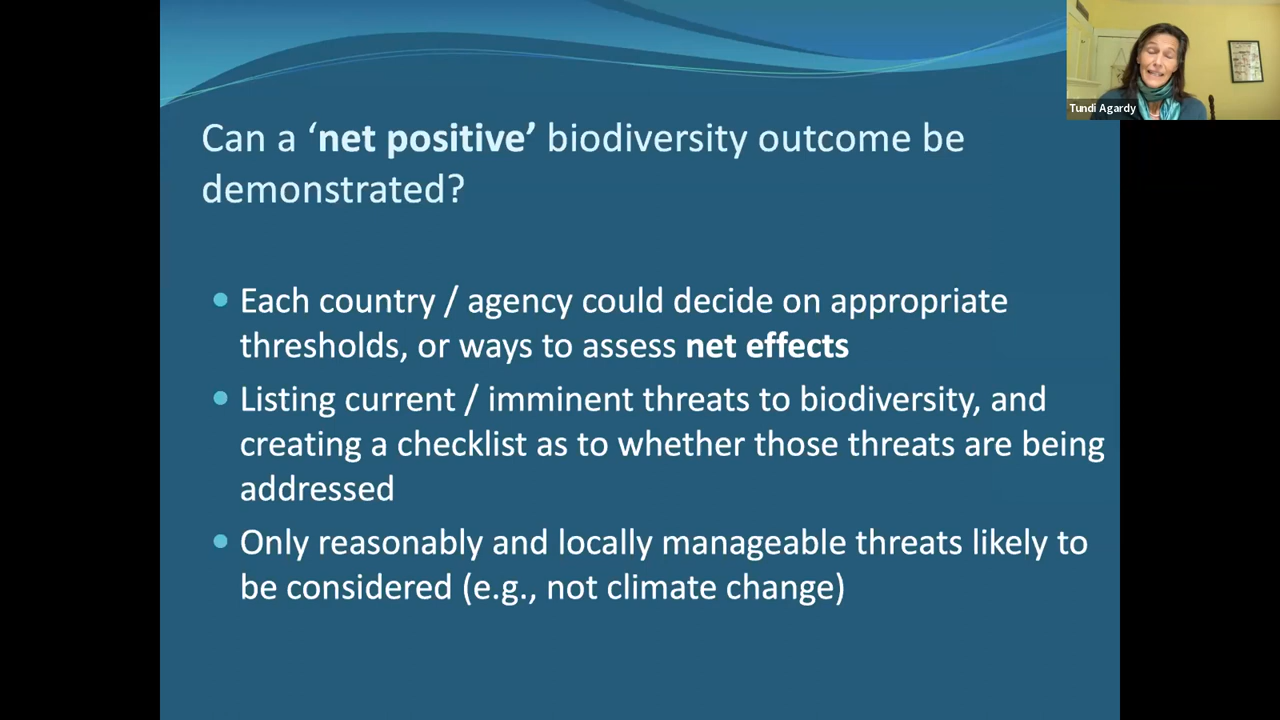 Tundi Agardy
Can a ‘net positive’ biodiversity outcome be
demonstrated?
Each country / agency could decide on appropriate
thresholds, or ways to assess net effects
Listing current / imminent threats to biodiversity, and
creating a checklist as to whether those threats are being
addressed
Only reasonably and locally manageable threats likely to
be considered (e.g., not climate change)